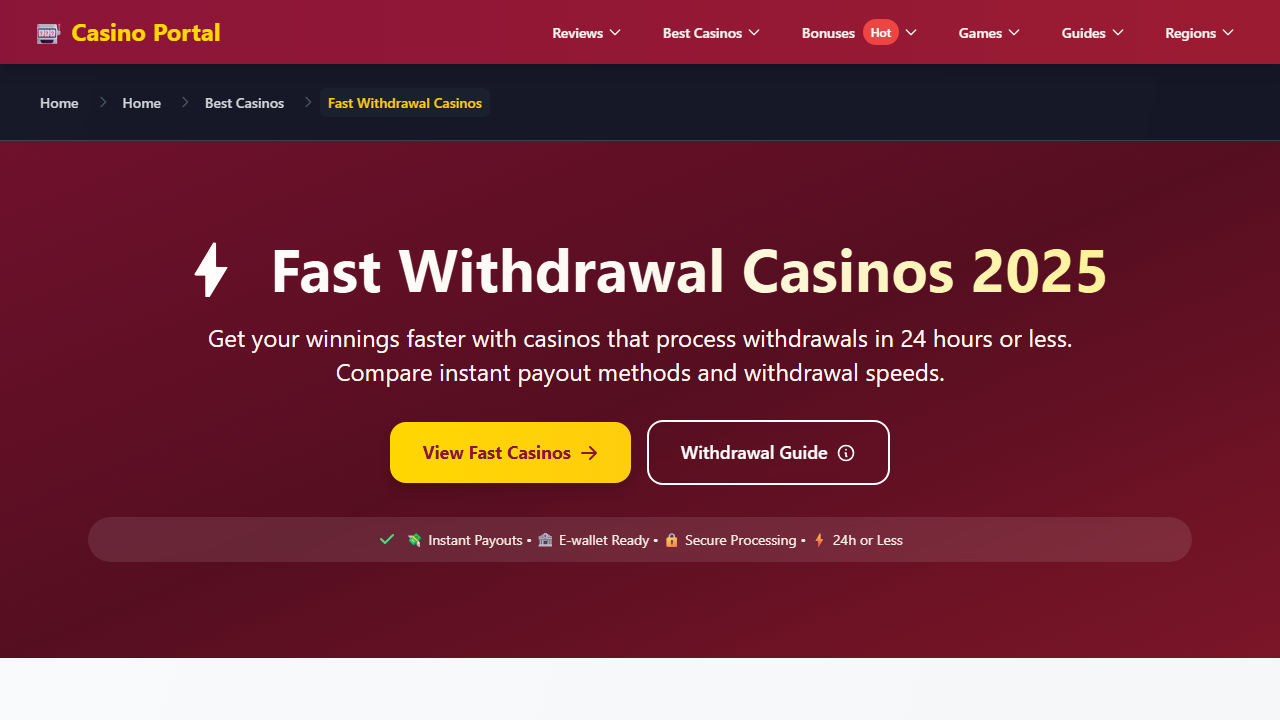 Casino Portal
Reviews Best Casinos Bonuses Hot Games Guides Regions
Home Home Best Casinos Fast Withdrawal Casinos
Fast Withdrawal Casinos 2025
Get your winnings faster with casinos that process withdrawals in 24 hours or less.
Compare instant payout methods and withdrawal speeds.
View Fast Casinos Withdrawal Guide
Instant Payouts • E-wallet Ready • Secure Processing • 24h or Less